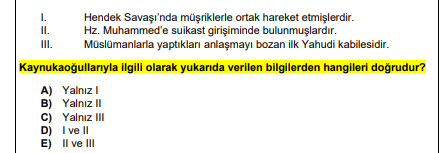 I. Hendek Savaşı'nda müşriklerle ortak hareket etmişlerdir.
II. Hz. Muhammed'e suikast girişiminde bulunmuşlardır.
III. Müslümanlarla yaptıkları anlaşmayı bozan ilk Yahudi kabilesidir.
Kaynukaoğullarıyla ilgili olarak yukarıda verilen bilgilerden hangileri doğrudur?
A) Yalnız I
B) Yalnız II
C) Yalnız III
D) I ve II
E) II ve III